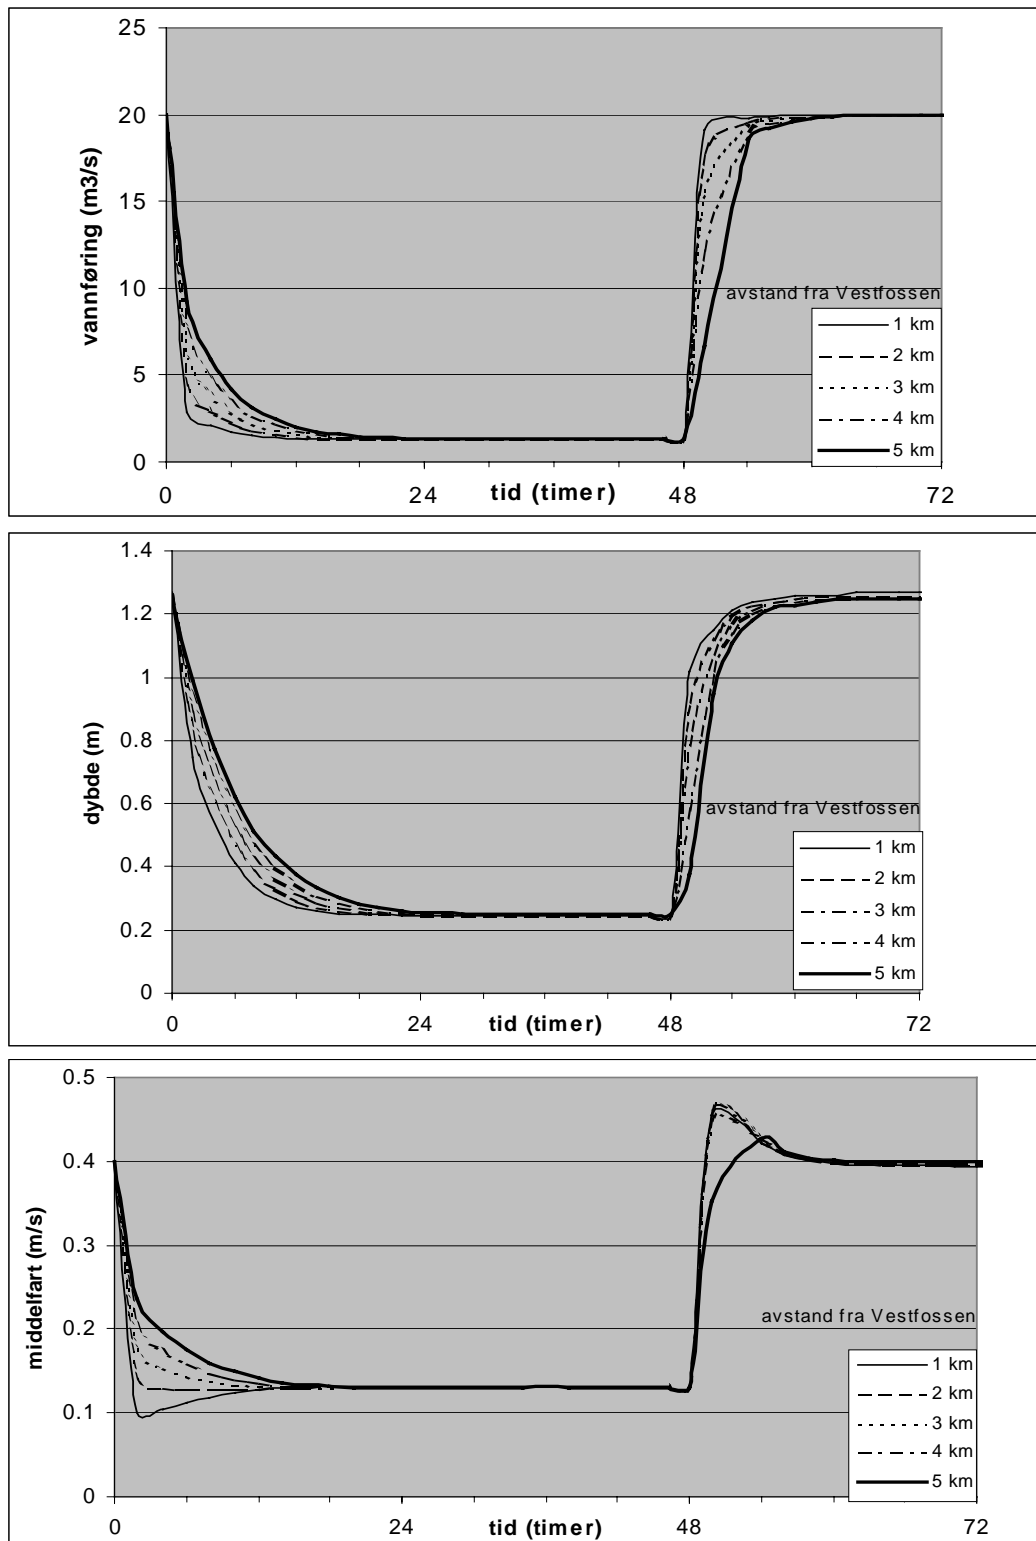 25
20
15
10
5
0
vannføring (m3/s)
avstand fra Vestfossen
1 km
2 km
3 km
4 km
5 km
0
24
48
72
tid (timer)
1.4
1.2
1
0.8
0.6
0.4
0.2
0
dybde (m)
avstand fra Vestfossen
1 km
2 km
3 km
4 km
5 km
0
24
48
72
tid (timer)
0.5
0.4
0.3
0.2
0.1
0
middelfart (m/s)
avstand fra Vestfossen
1 km
2 km
3 km
4 km
5 km
0
24
48
72
tid (timer)